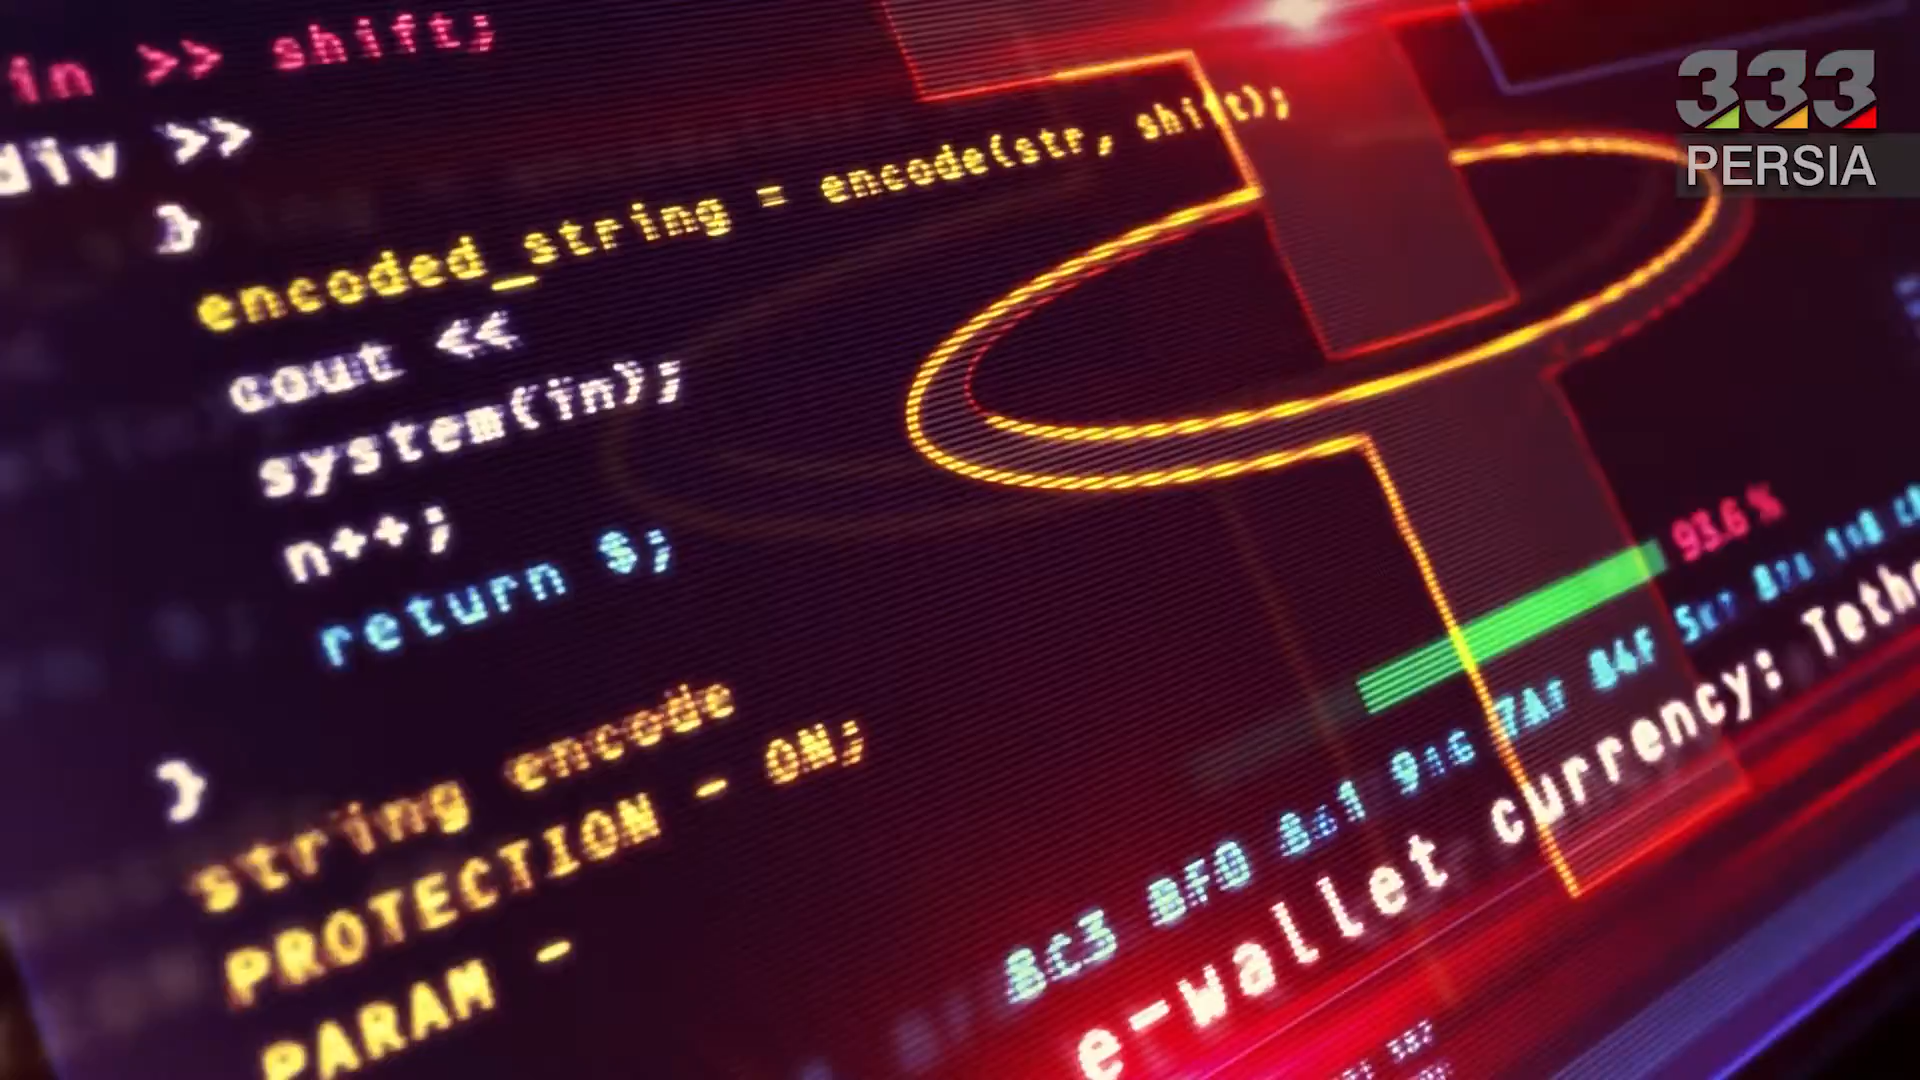 in >> shift;
div >>
}
encoded_string = encode(str, shift);
cout <<
system(in);
n++;
return $;
}
string encode
PROTECTION - ON;
PARAM -
93.6 %
e-wallet currency:
333
PERSIA